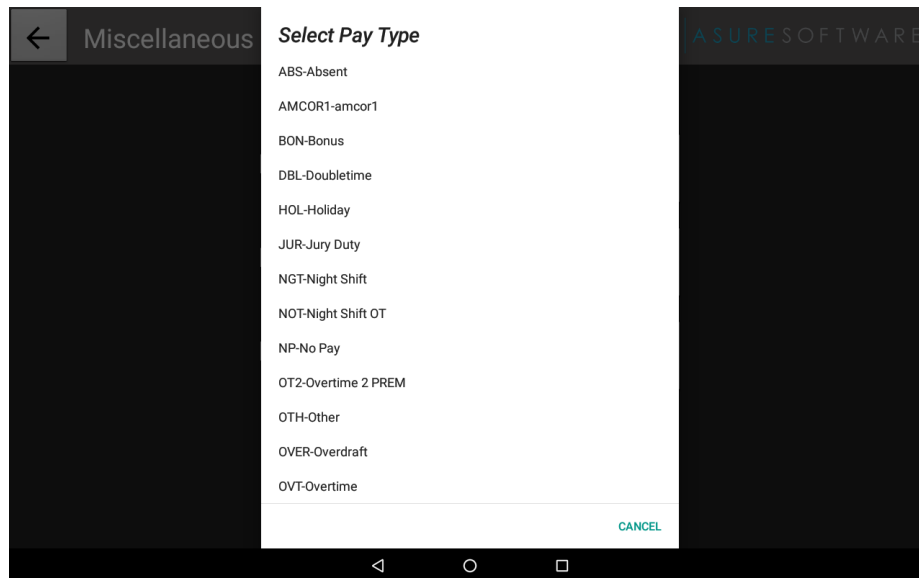 Miscellaneous
ASURESOFTWARE
Select Pay Type
ABS-Absent
AMCOR1-amcor1
BON-Bonus
DBL-Doubletime
HOL-Holiday
JUR-Jury Duty
NGT-Night Shift
NOT-Night Shift OT
NP-No Pay
OT2-Overtime 2 PREM
OTH-Other
OVER-Overdraft
OVT-Overtime
CANCEL